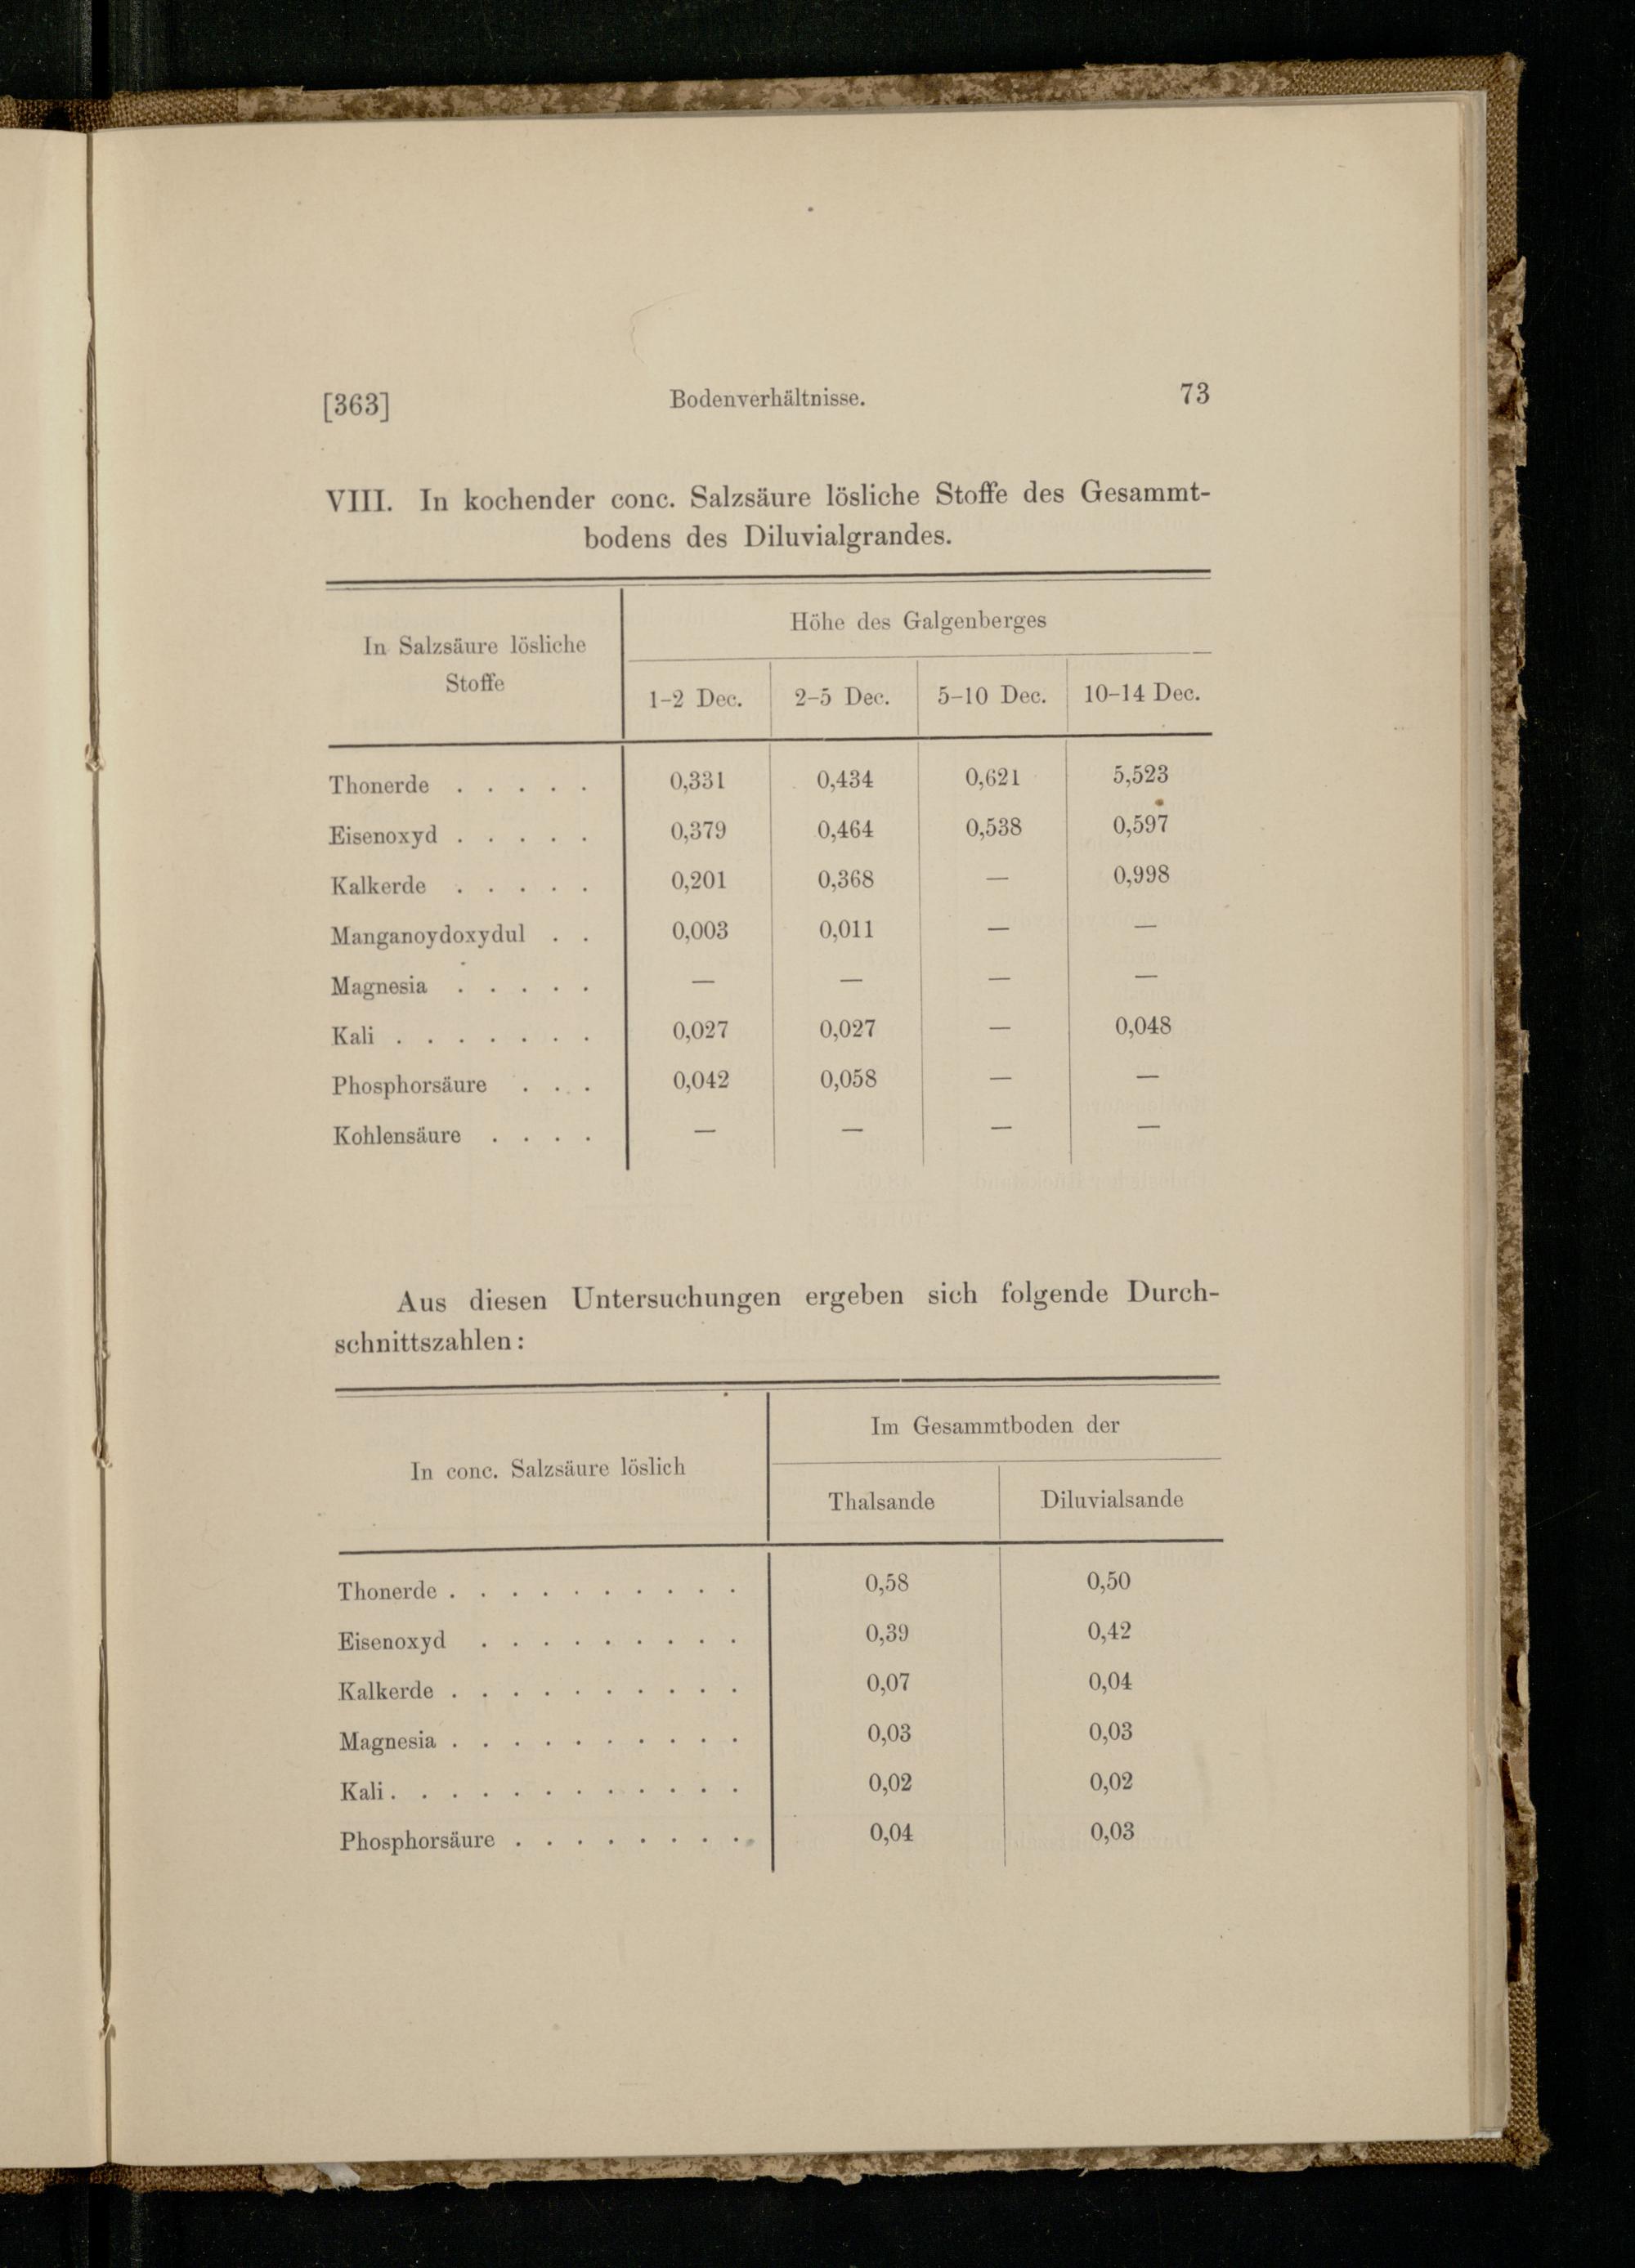 [363] Bodenverhältnisse. 73
VIII. In kochender conc. Salzsäure lösliche Stoffe des Gesammt-
bodens des Diluvialgrandes.
In Salzsäure lösliche
Stoffe
Höhe des Galgenberges
1–2 Dec. 2–5 Dec. 5–10 Dec. 10–14 Dec.
Thonerde . . . . . 0,331 0,434 0,621 5,523
Eisenoxyd . . . . . 0,379 0,464 0,538 0,597
Kalkerde . . . . . 0,201 0,368 — 0,998
Manganoydoxydul . . 0,003 0,011 — —
Magnesia . . . . . — — — —
Kali . . . . . . . 0,027 0,027 — 0,048
Phosphorsäure . . . 0,042 0,058 — —
Kohlensäure . . . . — — — —
Aus diesen Untersuchungen ergeben sich folgende Durch-
schnittszahlen:
In conc. Salzsäure löslich
Im Gesammtboden der
Thalsande Diluvialsande
Thonerde . . . . . . . . . . 0,58 0,50
Eisenoxyd . . . . . . . . . 0,39 0,42
Kalkerde . . . . . . . . . . 0,07 0,04
Magnesia . . . . . . . . . . 0,03 0,03
Kali . . . . . . . . . . . . 0,02 0,02
Phosphorsäure . . . . . . . . 0,04 0,03